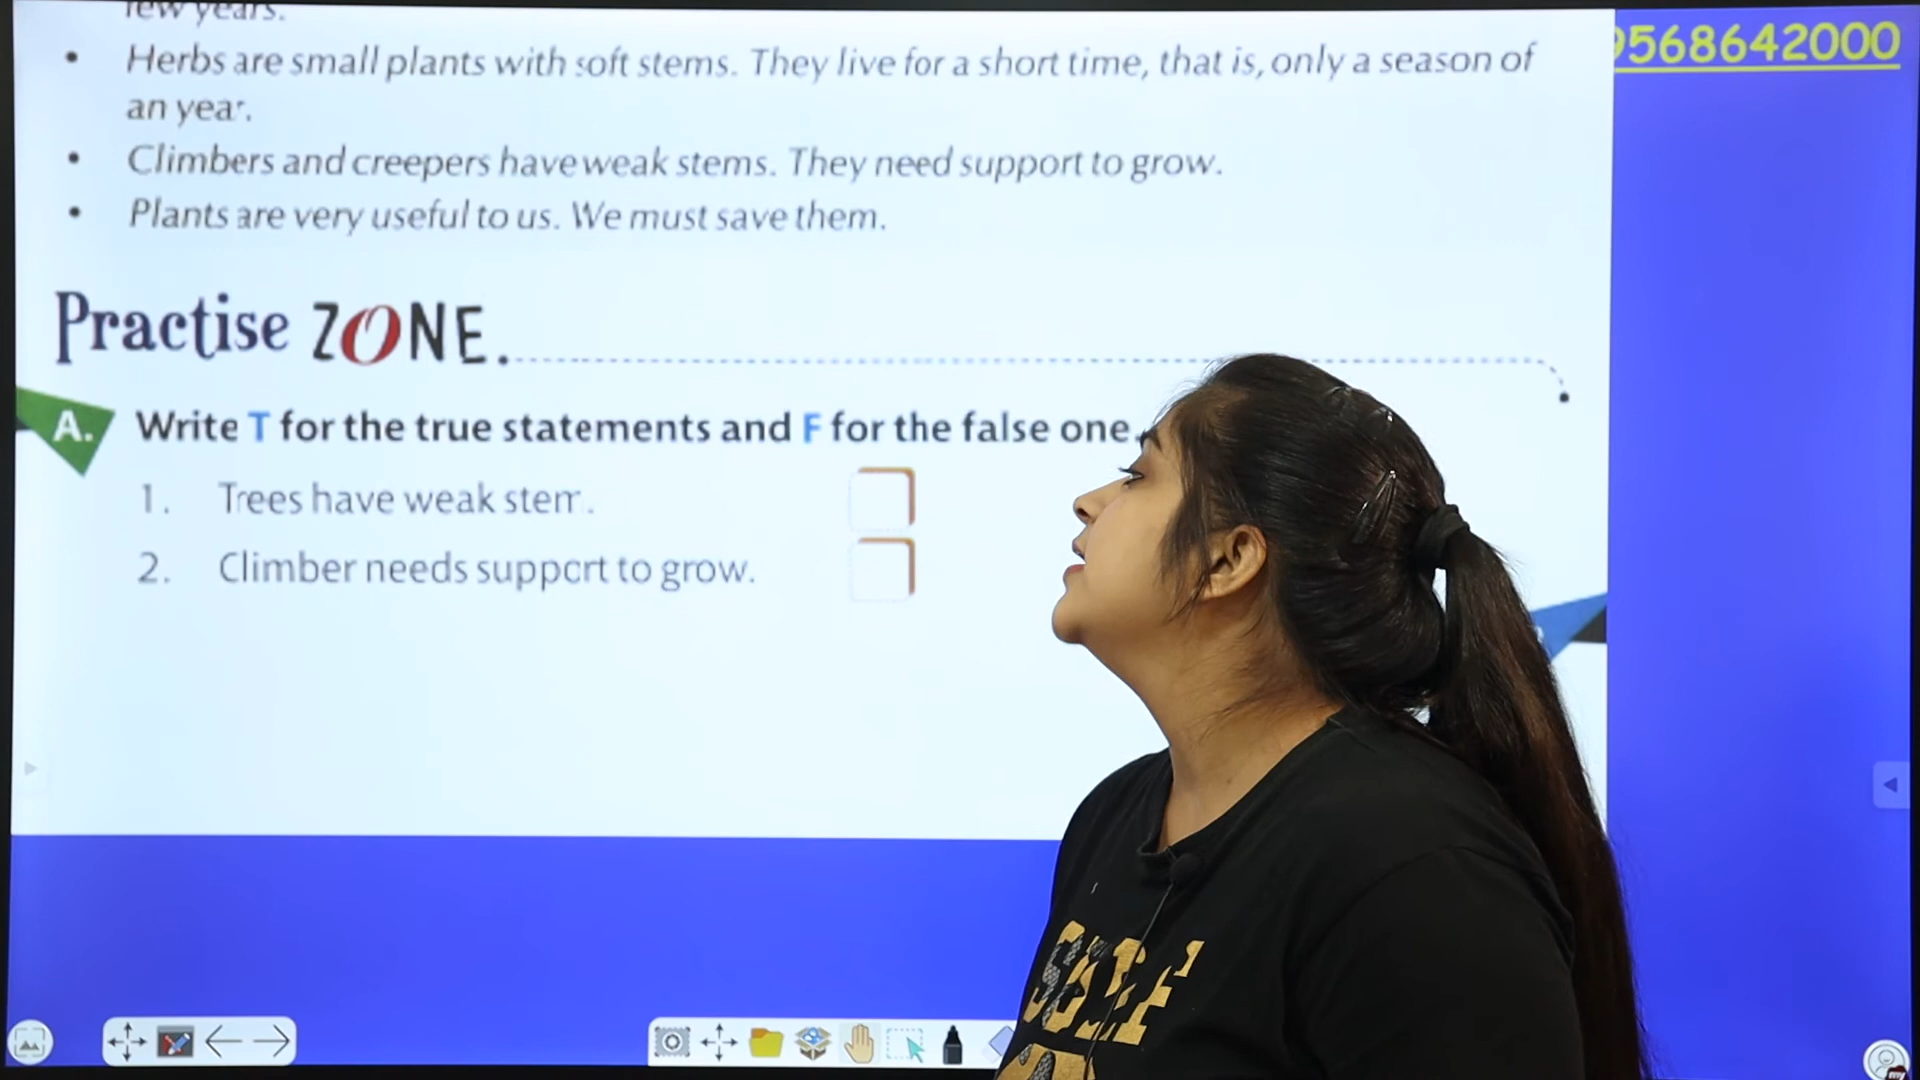 few years.
• Herbs are small plants with soft stems. They live for a short time, that is, only a season of
an year.
• Climbers and creepers have weak stems. They need support to grow.
• Plants are very useful to us. We must save them.
Practise ZONE.
A. Write T for the true statements and F for the false one.
1. Trees have weak stem.
2. Climber needs support to grow.
9568642000